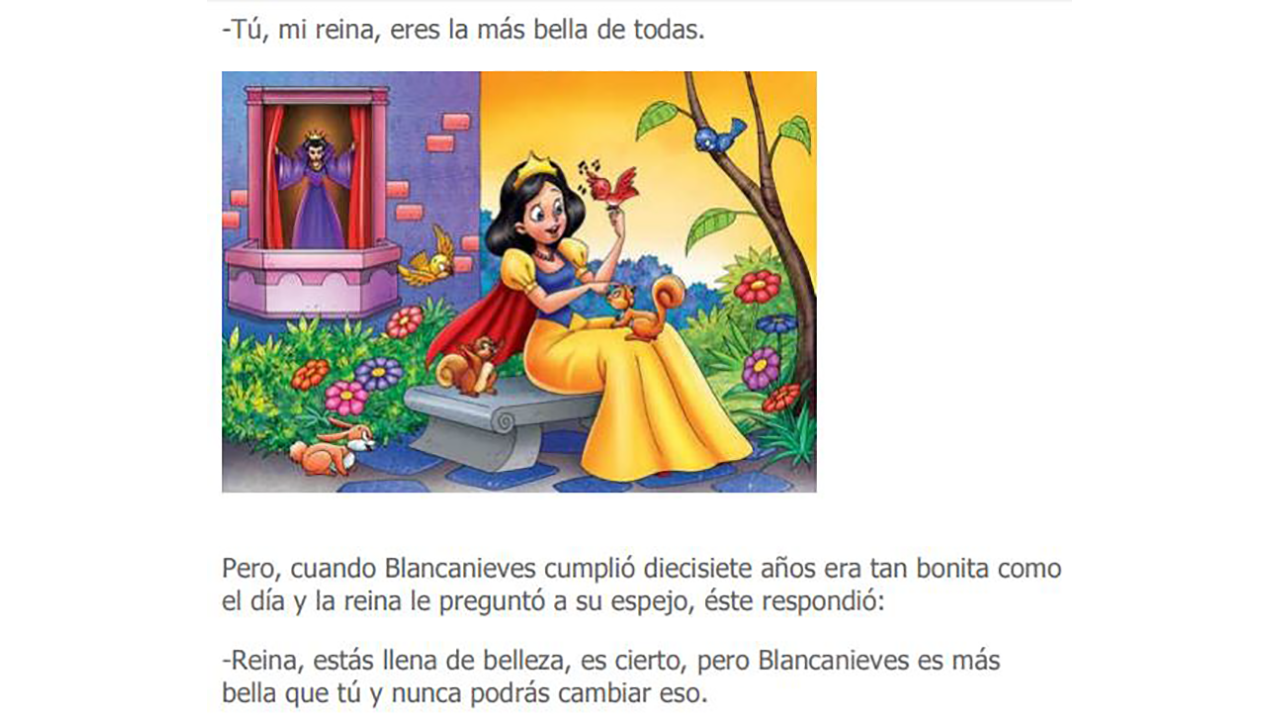 -Tú, mi reina, eres la más bella de todas.
Pero, cuando Blancanieves cumplió diecisiete años era tan bonita como
el día y la reina le preguntó a su espejo, éste respondió:
-Reina, estás llena de belleza, es cierto, pero Blancanieves es más
bella que tú y nunca podrás cambiar eso.